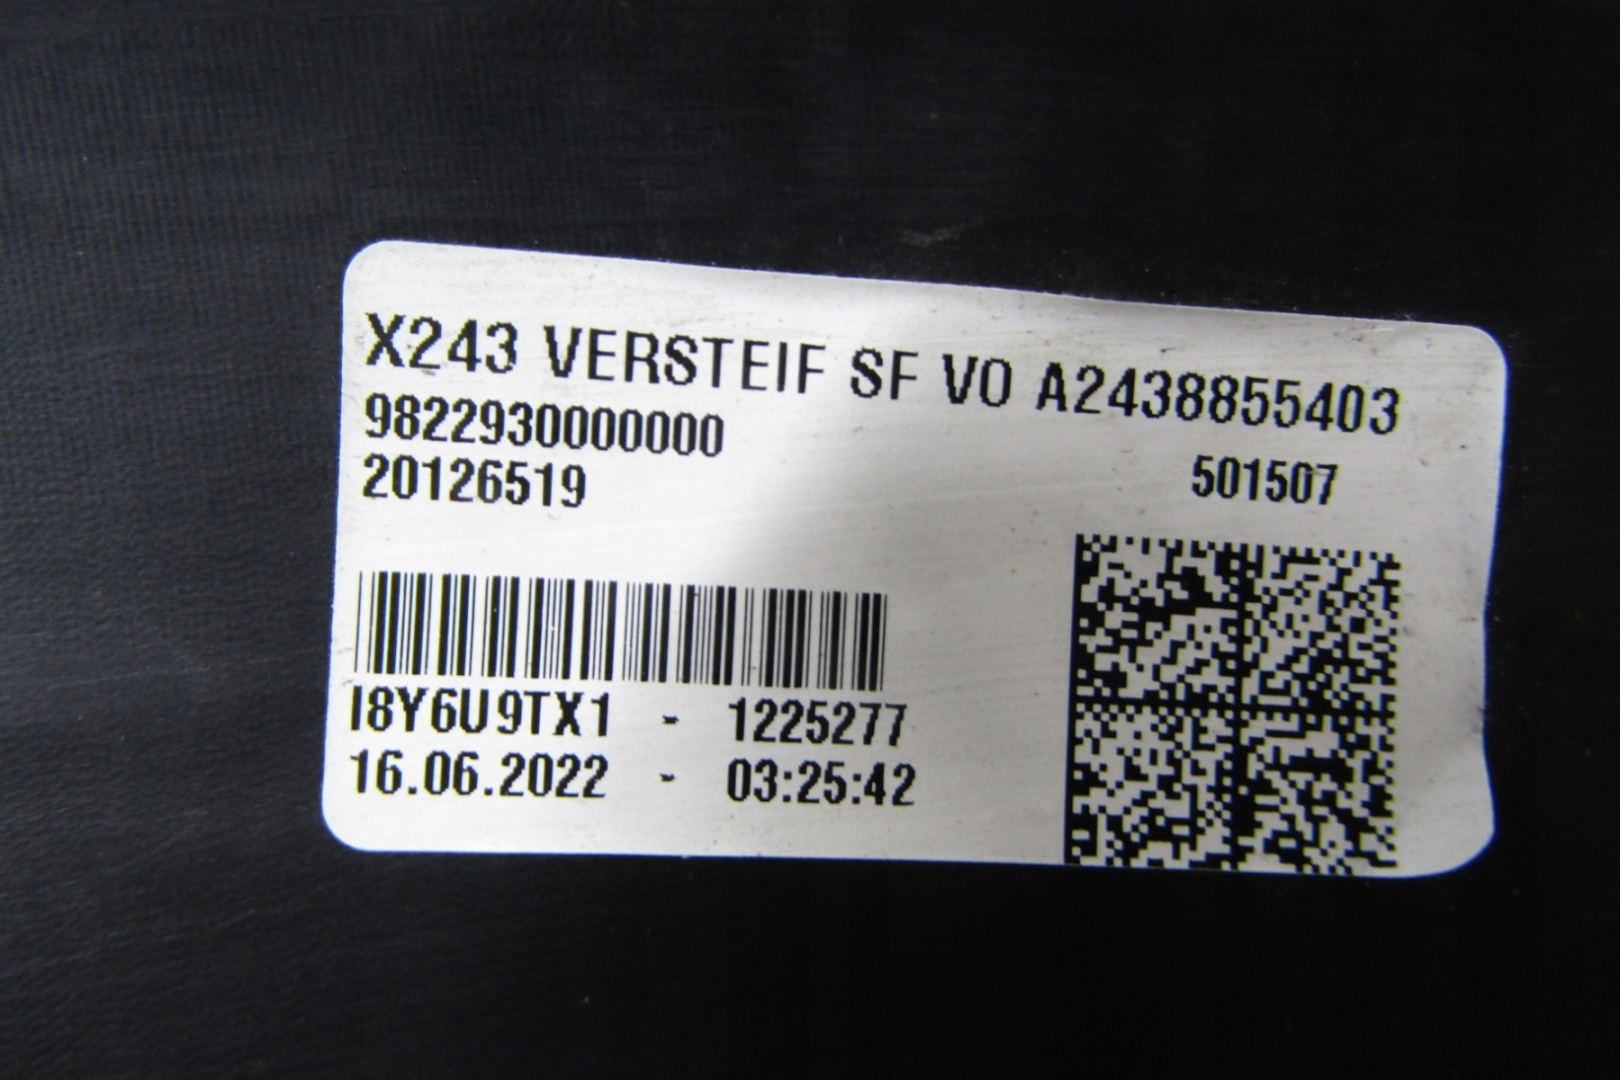 X243 VERSTEIF SF VO A2438855403
9822930000000
20126519
501507
I8Y6U9TX1 - 1225277
16.06.2022 - 03:25:42